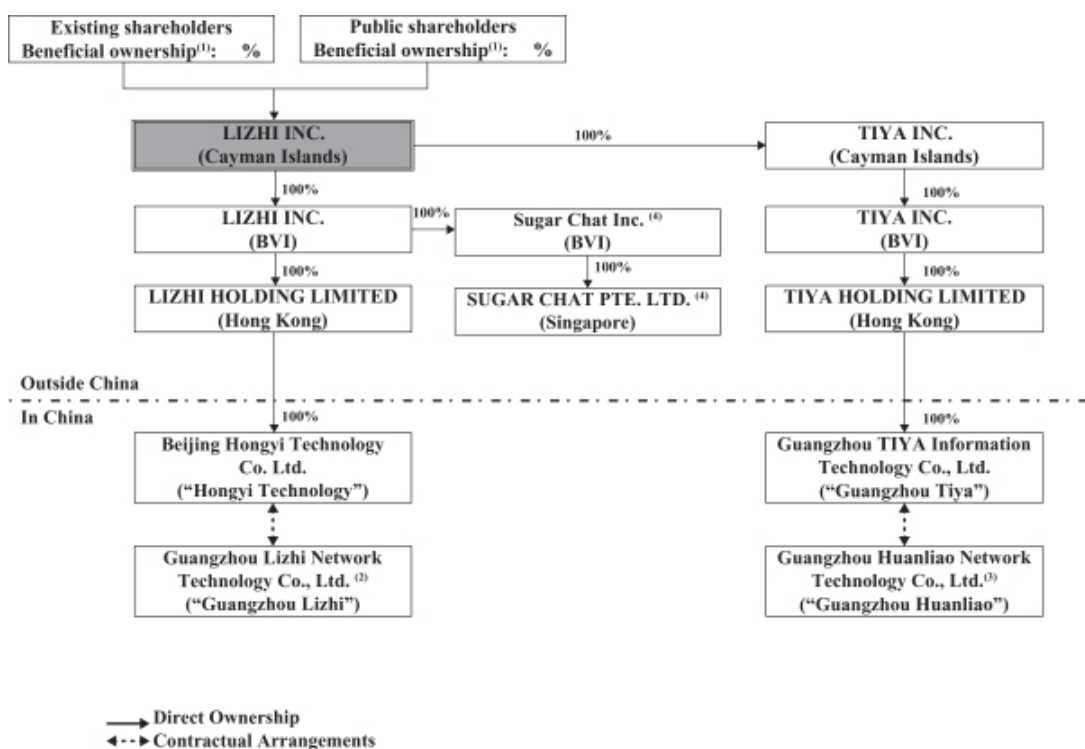 Existing shareholders
Beneficial ownership(1): %
Public shareholders
Beneficial ownership(1): %
LIZHI INC.
(Cayman Islands)
100%
TIYA INC.
(Cayman Islands)
100%
100%
LIZHI INC.
(BVI)
100%
Sugar Chat Inc. (4)
(BVI)
TIYA INC.
(BVI)
100%
100%
100%
LIZHI HOLDING LIMITED
(Hong Kong)
SUGAR CHAT PTE. LTD. (4)
(Singapore)
TIYA HOLDING LIMITED
(Hong Kong)
Outside China
In China
100%
100%
Beijing Hongyi Technology
Co. Ltd.
(“Hongyi Technology”)
Guangzhou TIYA Information
Technology Co., Ltd.
(“Guangzhou Tiya”)
Guangzhou Lizhi Network
Technology Co., Ltd. (2)
(“Guangzhou Lizhi”)
Guangzhou Huanliao Network
Technology Co., Ltd.(3)
(“Guangzhou Huanliao”)
Direct Ownership
Contractual Arrangements